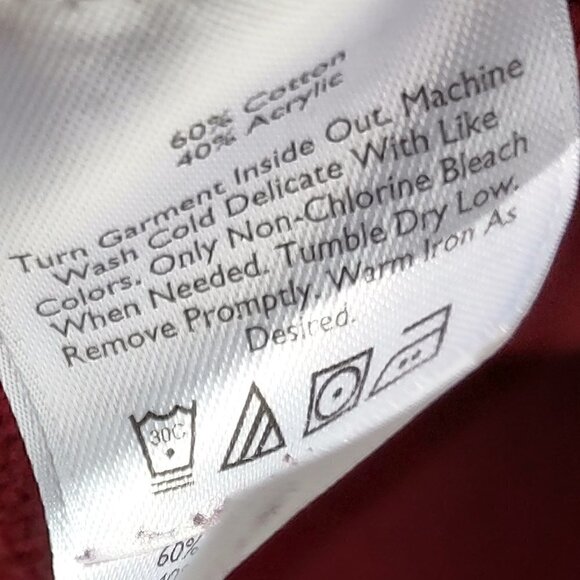 60% Cotton
40% Acrylic
Turn Garment Inside Out. Machine
Wash Cold Delicate With Like
Colors. Only Non-Chlorine Bleach
When Needed. Tumble Dry Low.
Remove Promptly. Warm Iron As
Desired.
30C
60%